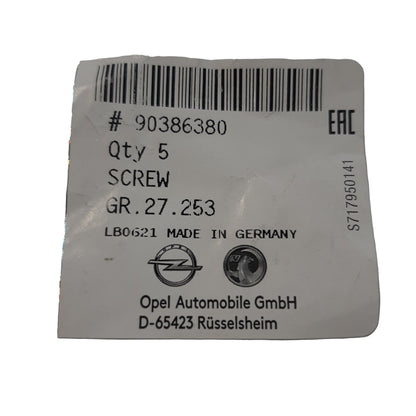 # 90386380
EAC
Qty 5
SCREW
GR.27.253
S717950141
LB0621 MADE IN GERMANY
Opel Automobile GmbH
D-65423 Rüsselsheim